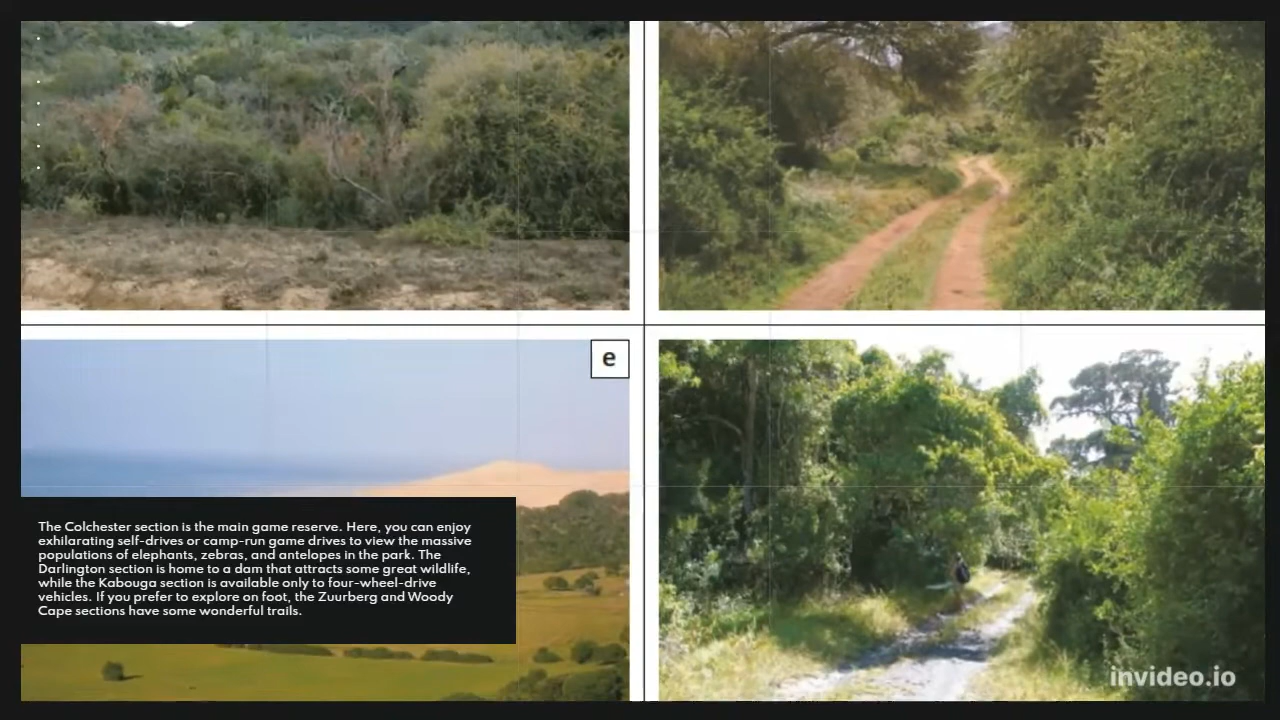 e
The Colchester section is the main game reserve. Here, you can enjoy
exhilarating self-drives or camp-run game drives to view the massive
populations of elephants, zebras, and antelopes in the park. The
Darlington section is home to a dam that attracts some great wildlife,
while the Kabouga section is available only to four-wheel-drive
vehicles. If you prefer to explore on foot, the Zuurberg and Woody
Cape sections have some wonderful trails.
invideo.io